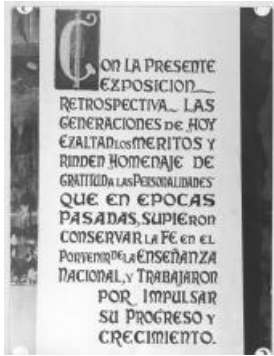 CON LA PRESENTE
EXPOSICION
RETROSPECTIVA LAS
GENERACIONES DE HOY
EXALTAN LOS MERITOS Y
RINDEN HOMENAJE DE
GRATITUD A LAS PERSONALIDADES
QUE EN EPOCAS
PASADAS, SUPIERON
CONSERVAR LA FE EN EL
PORVENIR DE LA ENSEÑANZA
NACIONAL, Y TRABAJARON
POR IMPULSAR
SU PROGRESO Y
CRECIMIENTO.